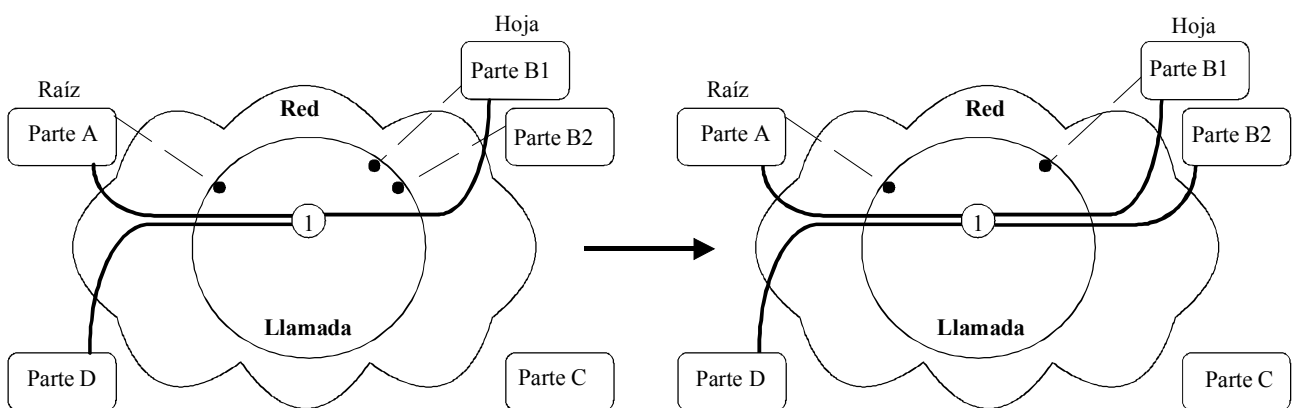 Hoja
Parte B1
Raíz
Red
Parte A
Parte B2
1
Llamada
Parte D
Parte C
Hoja
Parte B1
Raíz
Red
Parte A
Parte B2
1
Llamada
Parte D
Parte C